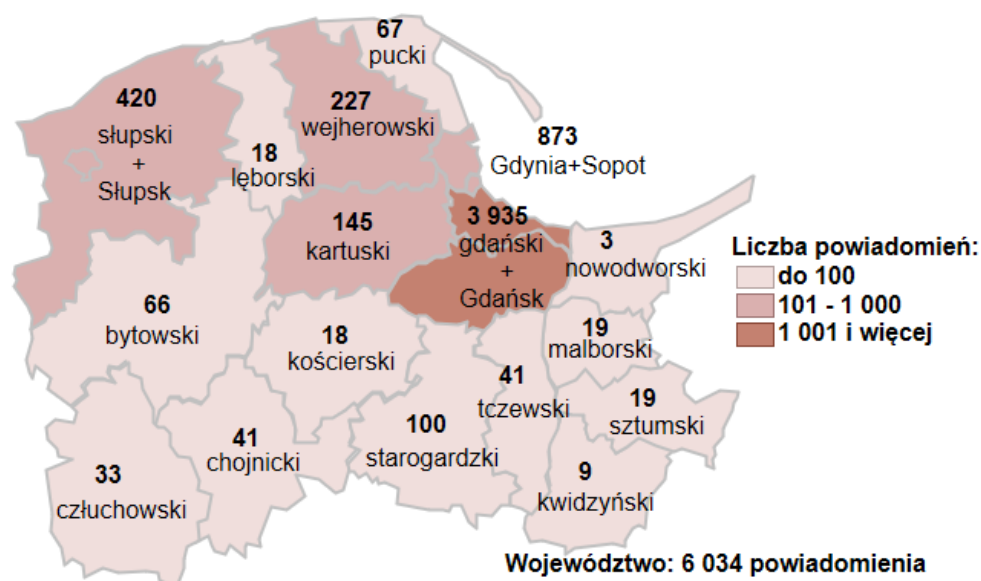 67
pucki
420
słupski
+
Słupsk
227
wejherowski
873
Gdynia+Sopot
18
lęborski
145
kartuski
3 935
gdański
+
Gdańsk
3
nowodworski
Liczba powiadomień:
do 100
101 - 1 000
1 001 i więcej
66
bytowski
18
kościerski
19
malborski
41
tczewski
19
sztumski
33
człuchowski
41
chojnicki
100
starogardzki
9
kwidzyński
Województwo: 6 034 powiadomienia